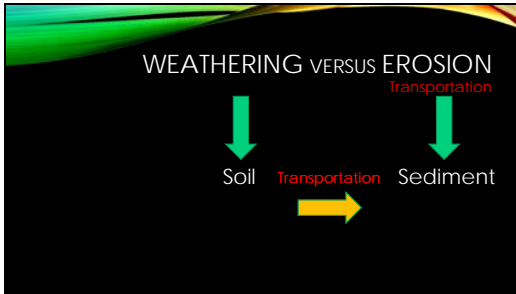 WEATHERING VERSUS EROSION
Transportation
Soil Transportation Sediment